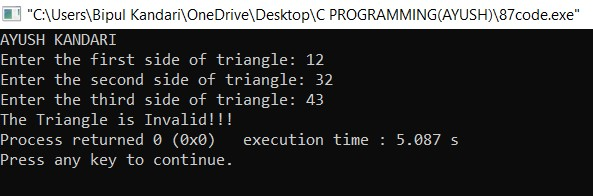 "C:\Users\Bipul Kandari\OneDrive\Desktop\C PROGRAMMING(AYUSH)\87code.exe"
AYUSH KANDARI
Enter the first side of triangle: 12
Enter the second side of triangle: 32
Enter the third side of triangle: 43
The Triangle is Invalid!!!
Process returned 0 (0x0)   execution time : 5.087 s
Press any key to continue.